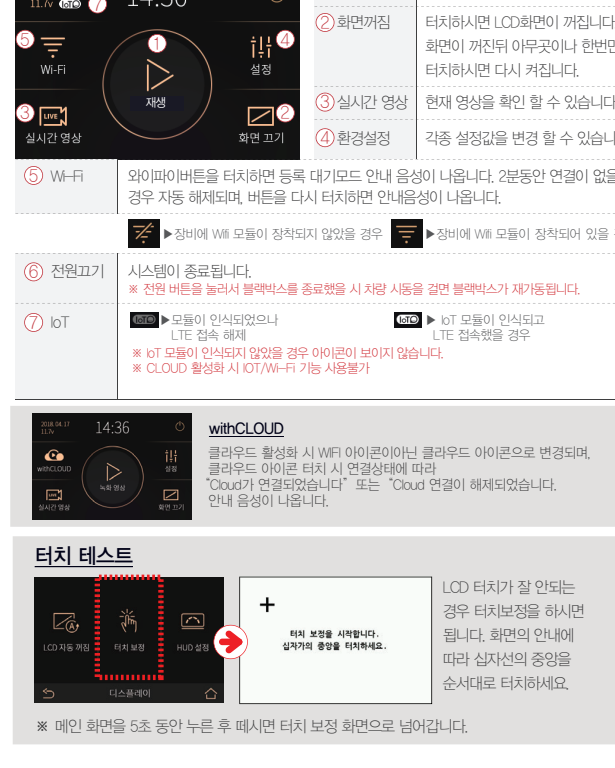 11.7v IoT ⑦ 14:36
⑤ ① ④
Wi-Fi 재생 설정
③ LIVE ②
실시간 영상 화면 끄기
② 화면꺼짐 터치하시면 LCD화면이 꺼집니다
화면이 꺼진뒤 아무곳이나 한번만
터치하시면 다시 켜집니다.
③ 실시간 영상 현재 영상을 확인 할 수 있습니다
④ 환경설정 각종 설정값을 변경 할 수 있습니
⑤ Wi-Fi 와이파이버튼을 터치하면 등록 대기모드 안내 음성이 나옵니다. 2분동안 연결이 없을
경우 자동 해제되며, 버튼을 다시 터치하면 안내음성이 나옵니다.
▶장비에 Wifi 모듈이 장착되지 않았을 경우 ▶장비에 Wifi 모듈이 장착되어 있을
⑥ 전원끄기 시스템이 종료됩니다.
※ 전원 버튼을 눌러서 블랙박스를 종료했을 시 차량 시동을 걸면 블랙박스가 재가동됩니다.
⑦ IoT IoT ▶모듈이 인식되었으나 IoT ▶ IoT 모듈이 인식되고
LTE 접속 해제 LTE 접속했을 경우
※ IoT 모듈이 인식되지 않았을 경우 아이콘이 보이지 않습니다.
※ CLOUD 활성화 시 IOT/Wi-Fi 기능 사용불가
2018. 04. 17 14:36
11.7v
withCLOUD 녹화 영상 설정
LIVE
실시간 영상 화면 끄기
withCLOUD
클라우드 활성화 시 WIFI 아이콘이아닌 클라우드 아이콘으로 변경되며,
클라우드 아이콘 터치 시 연결상태에 따라
“Cloud가 연결되었습니다” 또는 “Cloud 연결이 해제되었습니다.
안내 음성이 나옵니다.
터치 테스트
LCD 자동 꺼짐 터치 보정 HUD 설정
디스플레이
+
터치 보정을 시작합니다.
십자가의 중앙을 터치하세요.
LCD 터치가 잘 안되는
경우 터치보정을 하시면
됩니다. 화면의 안내에
따라 십자선의 중앙을
순서대로 터치하세요.
※ 메인 화면을 5초 동안 누른 후 떼시면 터치 보정 화면으로 넘어갑니다.